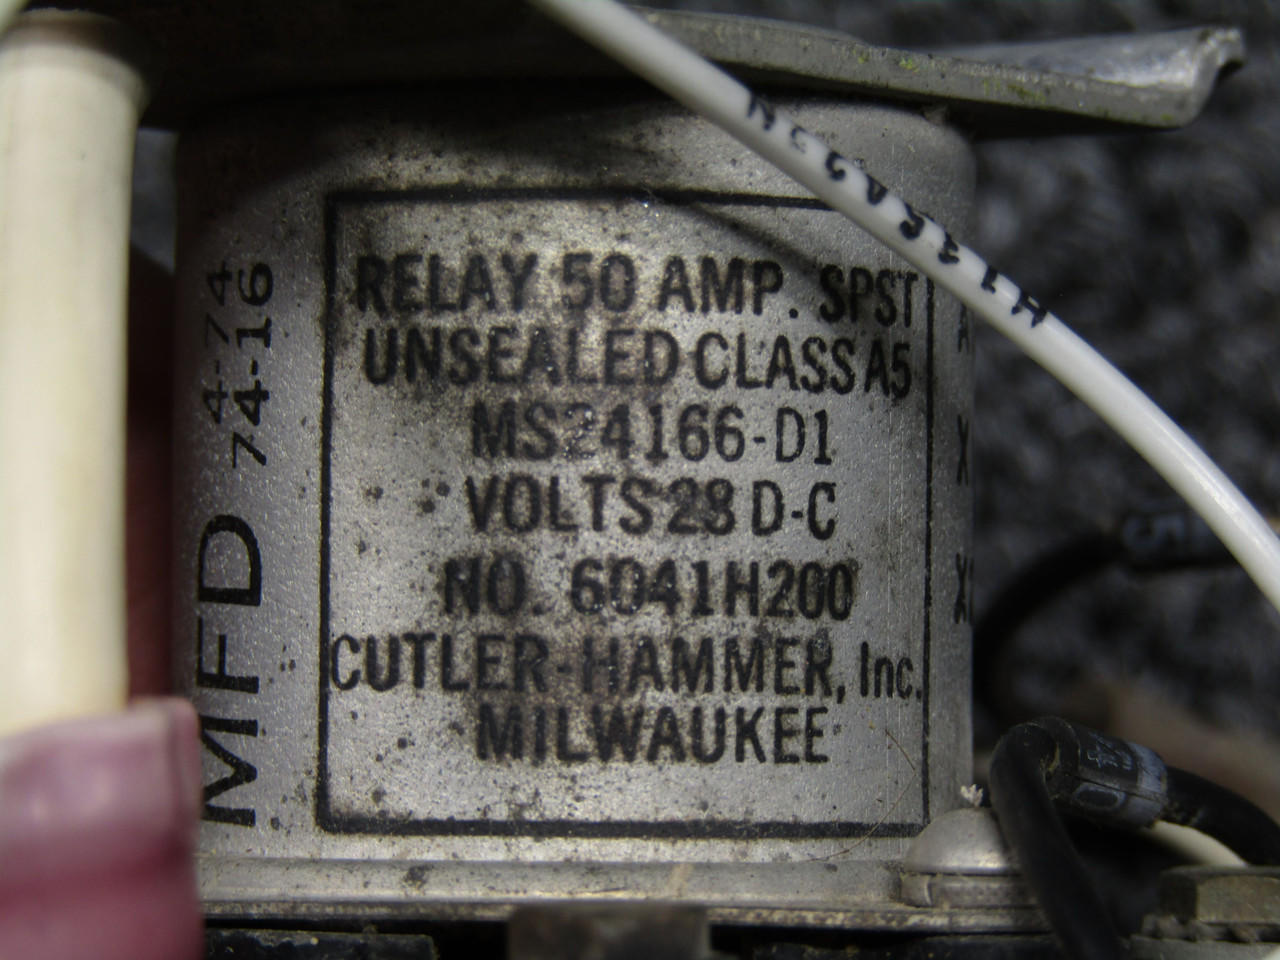 RELAY 50 AMP. SPST
UNSEALED CLASS A5
MS24166-D1
VOLTS 28 D-C
NO. 6041H200
CUTLER-HAMMER, Inc.
MILWAUKEE
MFD 74-16
4-74